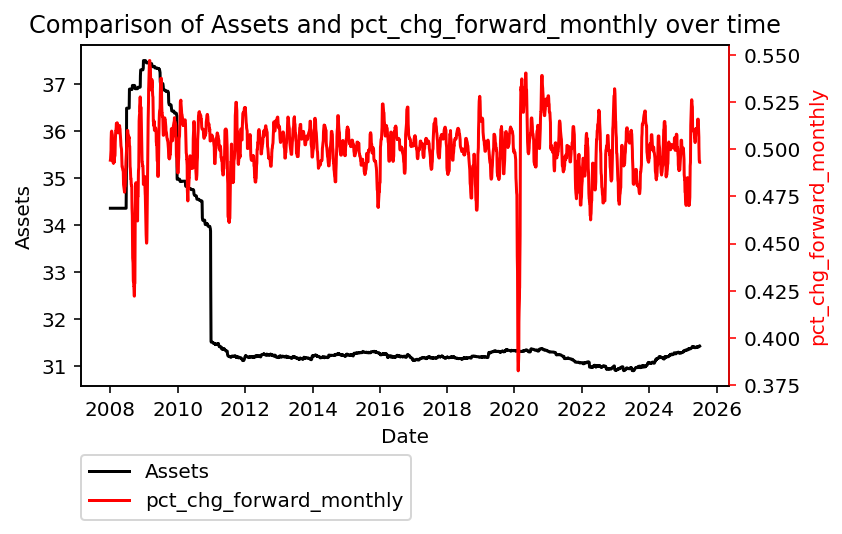 Comparison of Assets and pct_chg_forward_monthly over time
Assets
37
36
35
34
33
32
31
0.550
0.525
0.500
0.475
0.450
0.425
0.400
0.375
pct_chg_forward_monthly
2008 2010 2012 2014 2016 2018 2020 2022 2024 2026
Date
Assets
pct_chg_forward_monthly